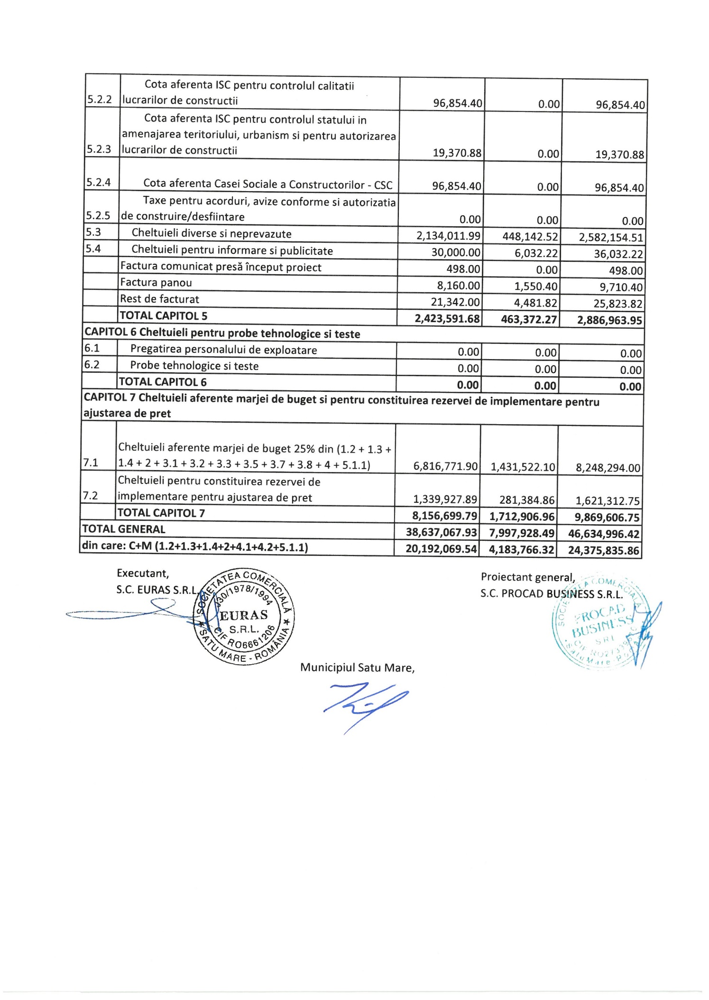 5.2.2 Cota aferenta ISC pentru controlul calitatii
lucrarilor de constructii 96,854.40 0.00 96,854.40
5.2.3 Cota aferenta ISC pentru controlul statului in
amenajarea teritoriului, urbanism si pentru autorizarea
lucrarilor de constructii 19,370.88 0.00 19,370.88
5.2.4 Cota aferenta Casei Sociale a Constructorilor - CSC 96,854.40 0.00 96,854.40
5.2.5 Taxe pentru acorduri, avize conforme si autorizatia
de construire/desfiintare 0.00 0.00 0.00
5.3 Cheltuieli diverse si neprevazute 2,134,011.99 448,142.52 2,582,154.51
5.4 Cheltuieli pentru informare si publicitate 30,000.00 6,032.22 36,032.22
Factura comunicat presă început proiect 498.00 0.00 498.00
Factura panou 8,160.00 1,550.40 9,710.40
Rest de facturat 21,342.00 4,481.82 25,823.82
TOTAL CAPITOL 5 2,423,591.68 463,372.27 2,886,963.95
CAPITOL 6 Cheltuieli pentru probe tehnologice si teste
6.1 Pregatirea personalului de exploatare 0.00 0.00 0.00
6.2 Probe tehnologice si teste 0.00 0.00 0.00
TOTAL CAPITOL 6 0.00 0.00 0.00
CAPITOL 7 Cheltuieli aferente marjei de buget si pentru constituirea rezervei de implementare pentru
ajustarea de pret
7.1 Cheltuieli aferente marjei de buget 25% din (1.2 + 1.3 +
1.4 + 2 + 3.1 + 3.2 + 3.3 + 3.5 + 3.7 + 3.8 + 4 + 5.1.1) 6,816,771.90 1,431,522.10 8,248,294.00
7.2 Cheltuieli pentru constituirea rezervei de
implementare pentru ajustarea de pret 1,339,927.89 281,384.86 1,621,312.75
TOTAL CAPITOL 7 8,156,699.79 1,712,906.96 9,869,606.75
TOTAL GENERAL 38,637,067.93 7,997,928.49 46,634,996.42
din care: C+M (1.2+1.3+1.4+2+4.1+4.2+5.1.1) 20,192,069.54 4,183,766.32 24,375,835.86
Executant,
S.C. EURAS S.R.L.
SOCIETATEA COMERCIALĂ
J30/1978/1994
EURAS
S.R.L.
CIF RO6661206
SATU MARE - ROMÂNIA
Proiectant general,
S.C. PROCAD BUSINESS S.R.L.
SOCIETATEA COMERCIALĂ
PROCAD
BUSINESS
SRL
Satu Mare
Municipiul Satu Mare,